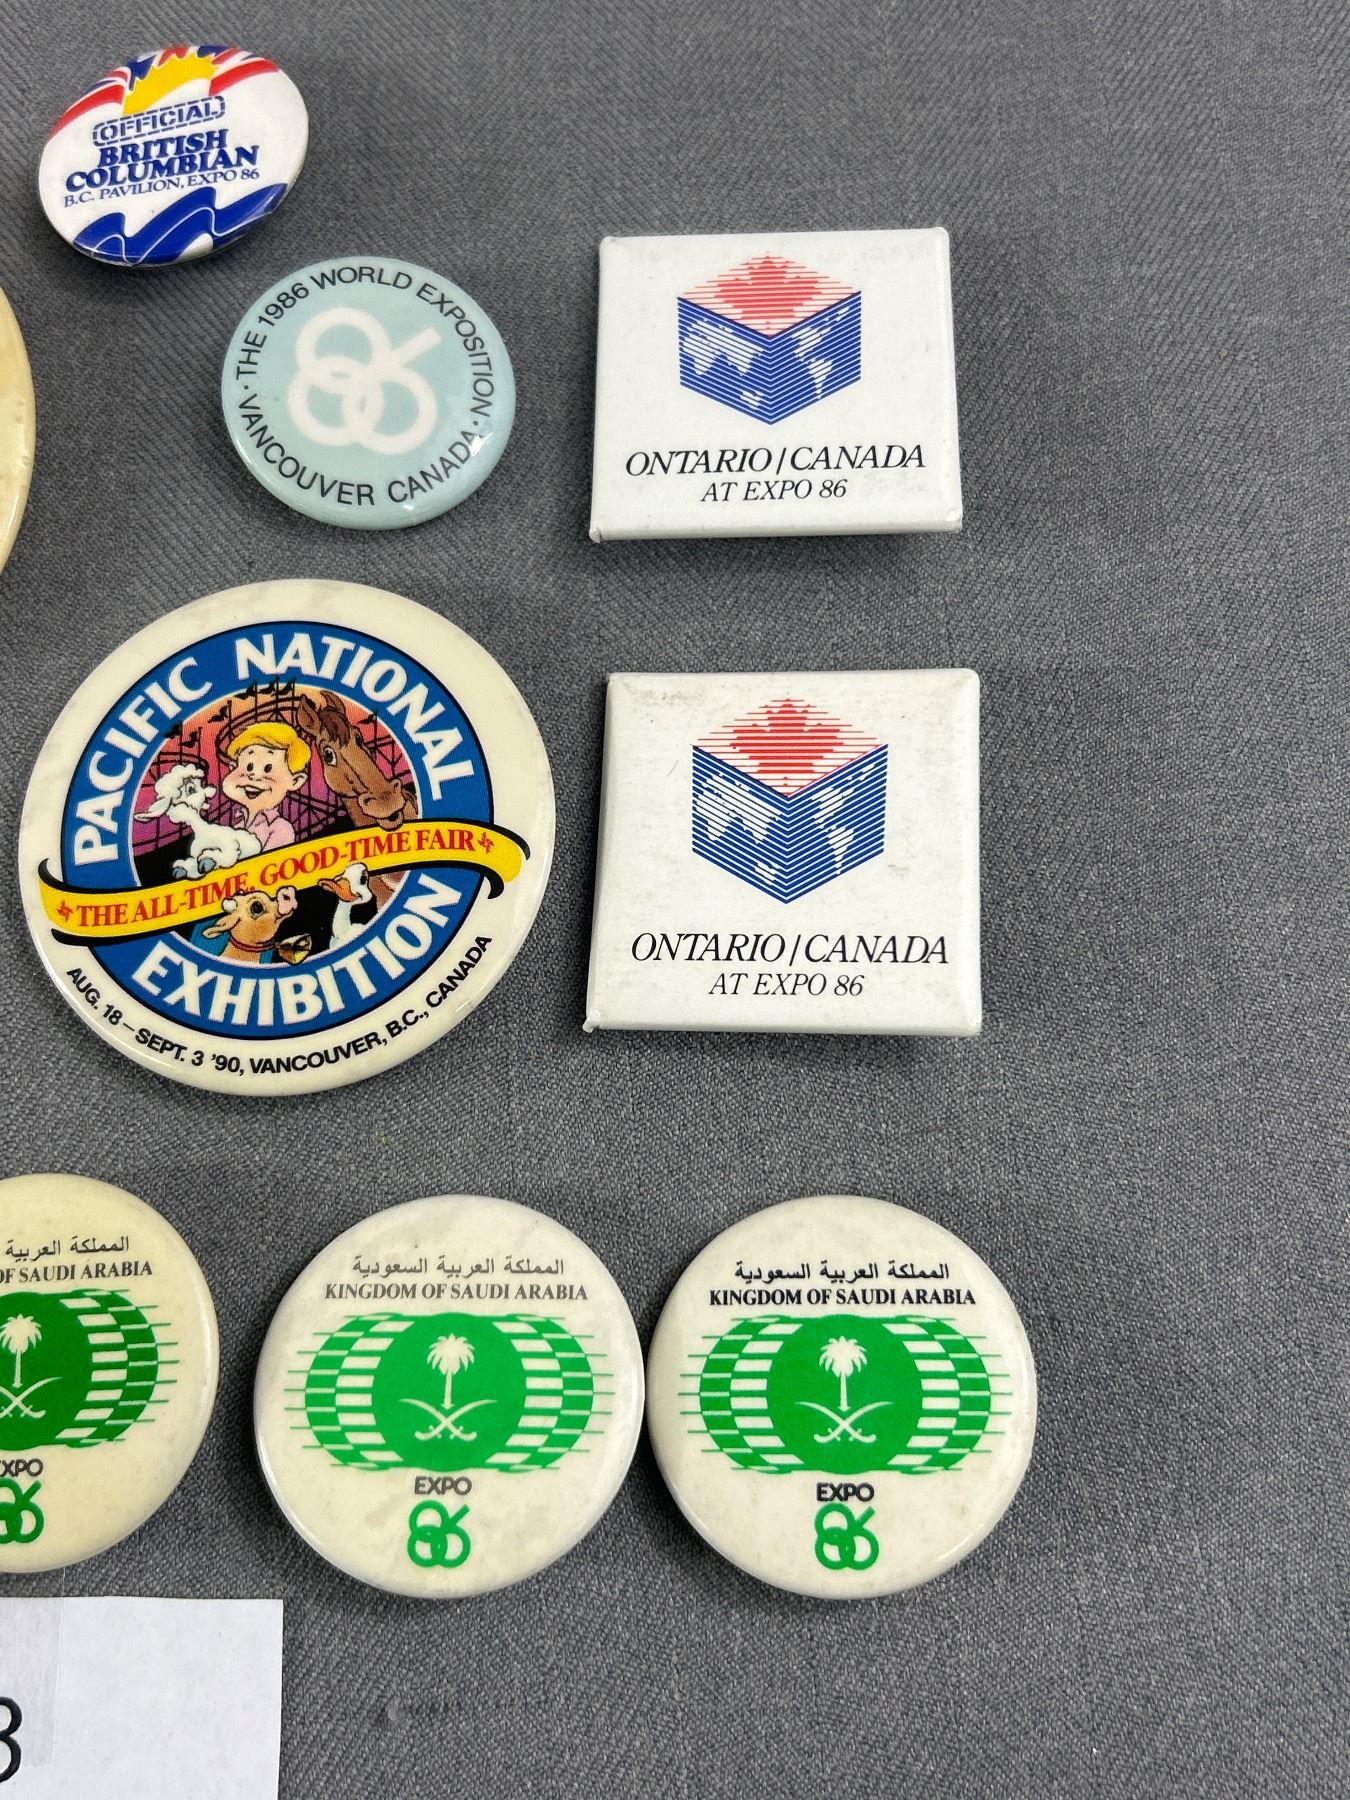 OFFICIAL
BRITISH
COLUMBIAN
B.C. PAVILION, EXPO 86
· THE 1986 WORLD EXPOSITION ·
VANCOUVER CANADA
86
ONTARIO/CANADA
AT EXPO 86
PACIFIC NATIONAL
THE ALL-TIME, GOOD-TIME FAIR
EXHIBITION
AUG. 18 – SEPT. 3 '90, VANCOUVER, B.C., CANADA
ONTARIO/CANADA
AT EXPO 86
المملكة العربية
OF SAUDI ARABIA
EXPO
86
المملكة العربية السعودية
KINGDOM OF SAUDI ARABIA
EXPO
86
المملكة العربية السعودية
KINGDOM OF SAUDI ARABIA
EXPO
86